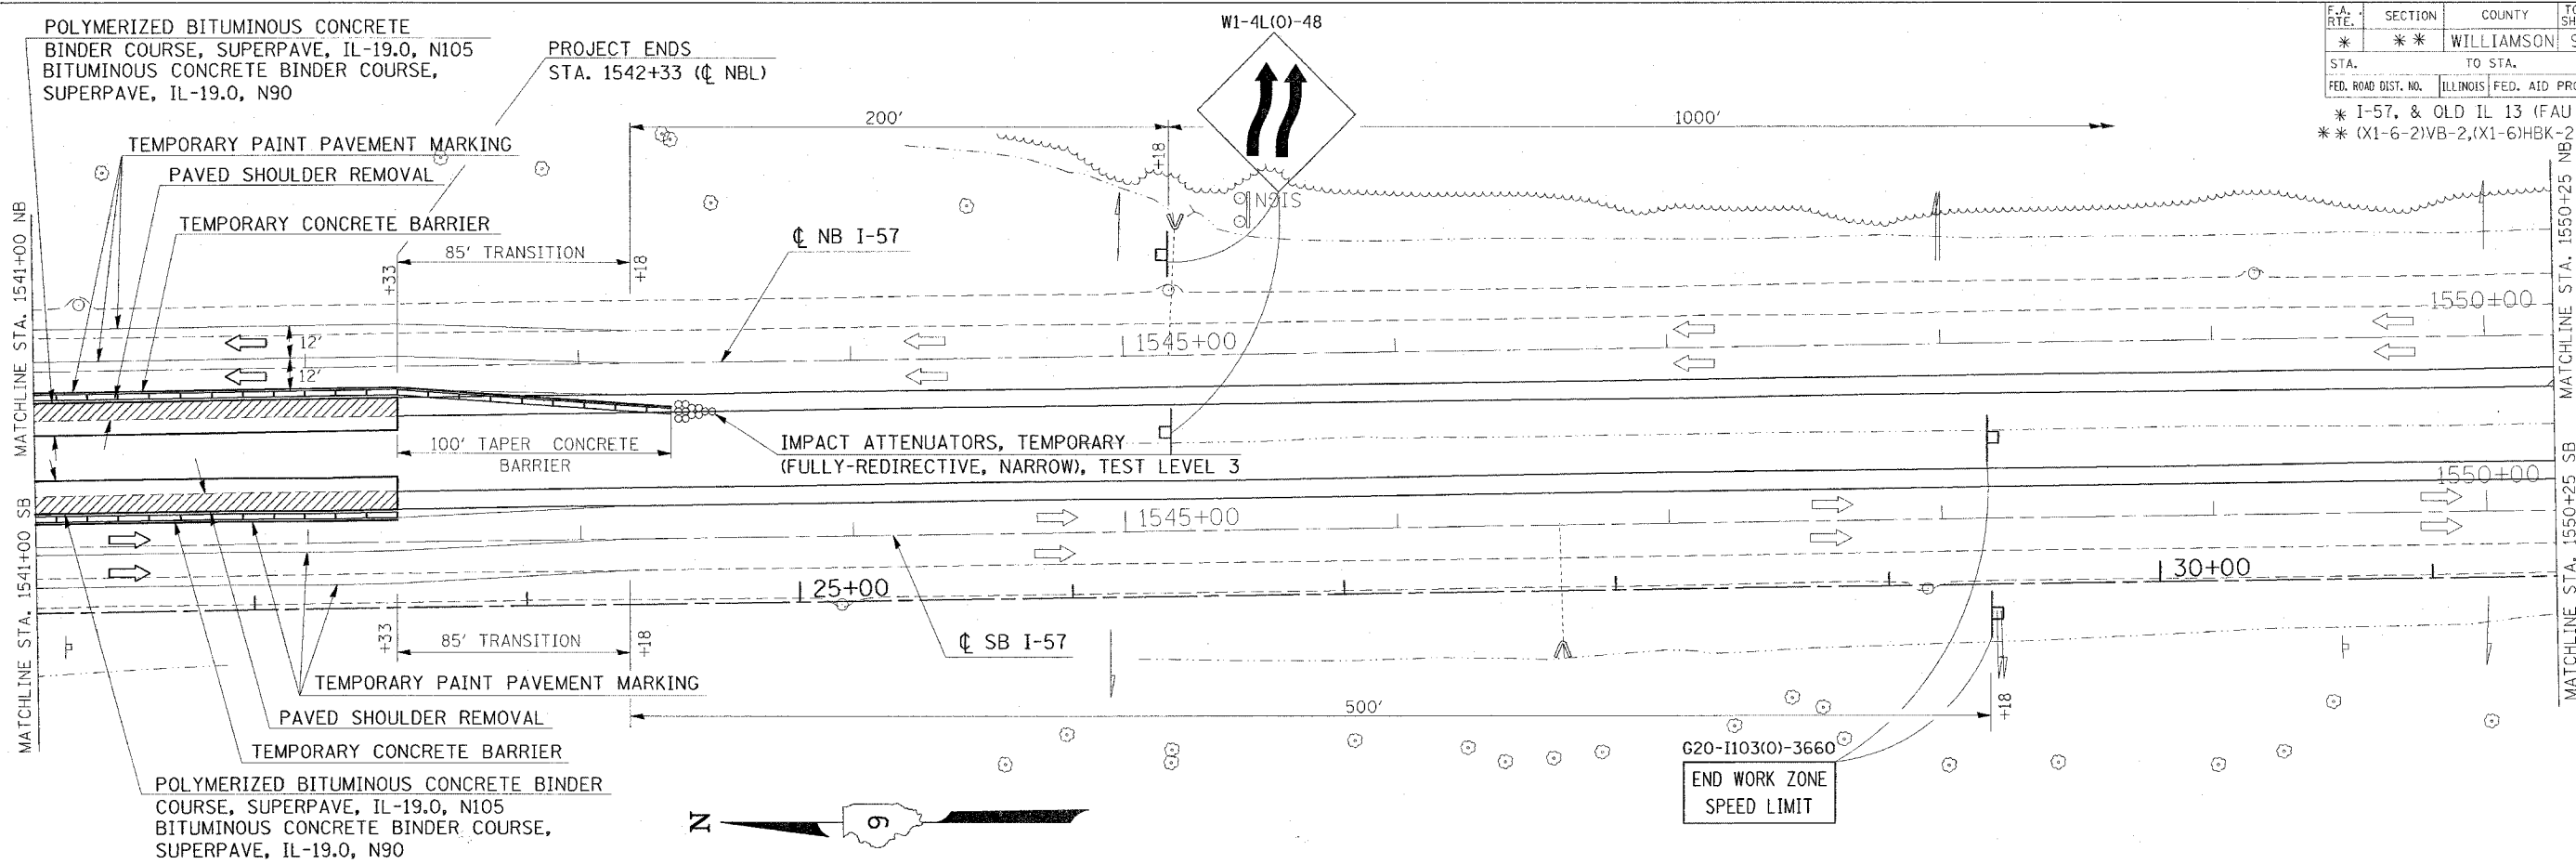 POLYMERIZED BITUMINOUS CONCRETE
BINDER COURSE, SUPERPAVE, IL-19.0, N105
BITUMINOUS CONCRETE BINDER COURSE,
SUPERPAVE, IL-19.0, N90
PROJECT ENDS
STA. 1542+33 (℄ NBL)
W1-4L(O)-48
F.A. RTE.
SECTION
COUNTY
*
* *
WILLIAMSON
STA.
TO STA.
FED. ROAD DIST. NO.
ILLINOIS
FED. AID
* I-57, & OLD IL 13 (FAU
* * (X1-6-2)VB-2,(X1-6)HBK-2
200'
1000'
TEMPORARY PAINT PAVEMENT MARKING
PAVED SHOULDER REMOVAL
TEMPORARY CONCRETE BARRIER
85' TRANSITION
+33
+18
+18
℄ NB I-57
SIGN
MATCHLINE STA. 1541+00 NB
MATCHLINE STA. 1550+25 NB
12'
12'
1545+00
1550+00
100' TAPER CONCRETE
BARRIER
IMPACT ATTENUATORS, TEMPORARY
(FULLY-REDIRECTIVE, NARROW), TEST LEVEL 3
MATCHLINE STA. 1541+00 SB
MATCHLINE STA. 1550+25 SB
1545+00
1550+00
25+00
30+00
+33
85' TRANSITION
+18
℄ SB I-57
TEMPORARY PAINT PAVEMENT MARKING
PAVED SHOULDER REMOVAL
TEMPORARY CONCRETE BARRIER
500'
+18
POLYMERIZED BITUMINOUS CONCRETE BINDER
COURSE, SUPERPAVE, IL-19.0, N105
BITUMINOUS CONCRETE BINDER COURSE,
SUPERPAVE, IL-19.0, N90
N
9
G20-I103(O)-3660
END WORK ZONE
SPEED LIMIT